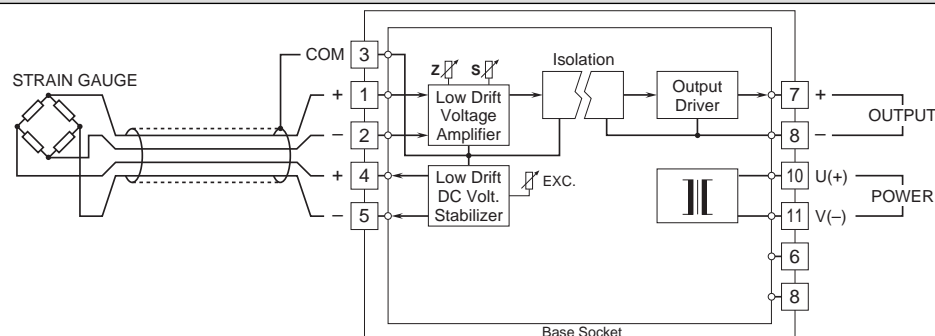 STRAIN GAUGE
COM 3
+ 1
− 2
+ 4
− 5
Z S
Low Drift
Voltage
Amplifier
Low Drift
DC Volt.
Stabilizer
EXC.
Isolation
Output
Driver
7 +
8 −
OUTPUT
10 U(+)
11 V(−)
POWER
6
8
Base Socket